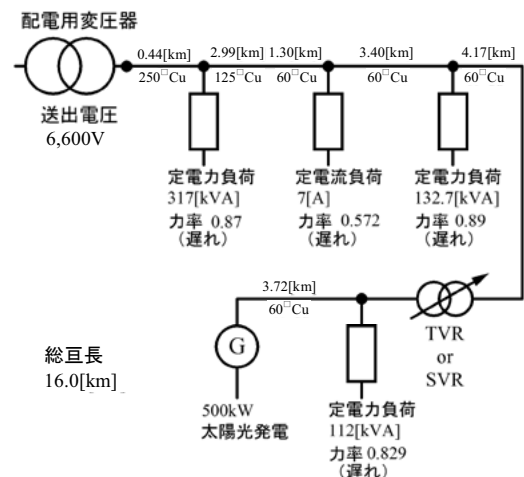 配電用変圧器
0.44[km]
2.99[km]
1.30[km]
3.40[km]
4.17[km]
250□Cu
125□Cu
60□Cu
60□Cu
60□Cu
送出電圧
6,600V
定電力負荷
317[kVA]
力率 0.87
（遅れ）
定電流負荷
7[A]
力率 0.572
（遅れ）
定電力負荷
132.7[kVA]
力率 0.89
（遅れ）
3.72[km]
60□Cu
G
TVR
or
SVR
総亘長
16.0[km]
500kW
太陽光発電
定電力負荷
112[kVA]
力率 0.829
（遅れ）